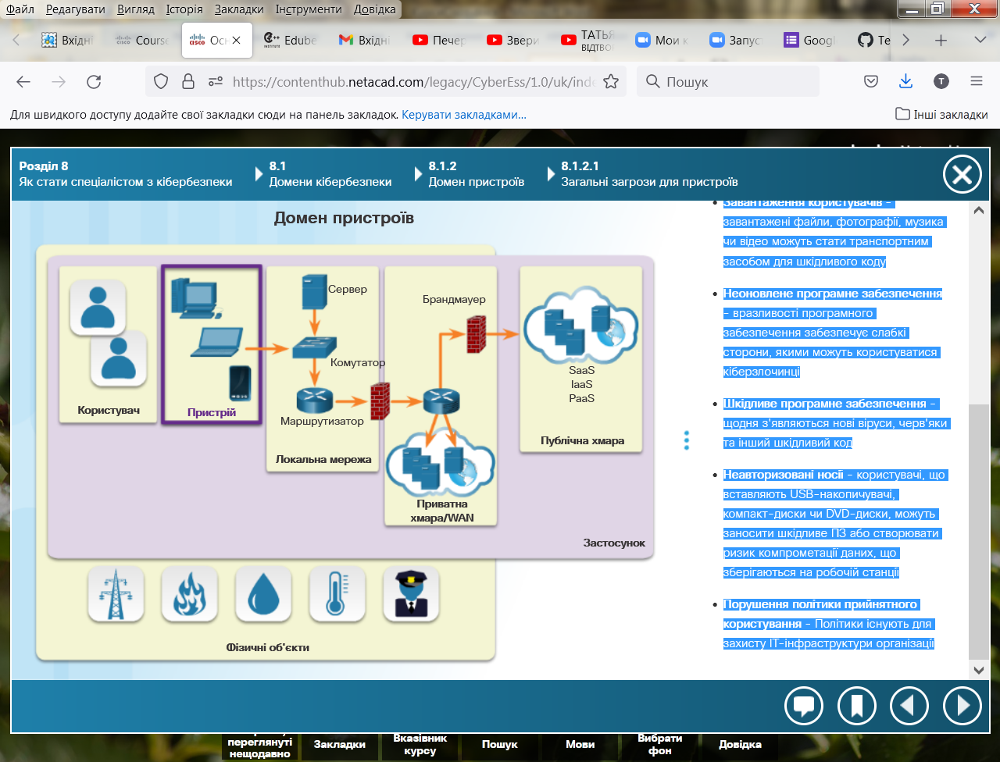 Файл Редагувати Вигляд Історія Закладки Інструменти Довідка
Вхідні Course Осн Edube Вхідні Печер Звери ТАТЬЯ Мои к Запус Googl Te
ВІДТВОР
https://contenthub.netacad.com/legacy/CyberEss/1.0/uk/inde Пошук T
Для швидкого доступу додайте свої закладки сюди на панель закладок. Керувати закладками... Інші закладки
Розділ 8
Як стати спеціалістом з кібербезпеки
8.1
Домени кібербезпеки
8.1.2
Домен пристроїв
8.1.2.1
Загальні загрози для пристроїв
Домен пристроїв
Користувач
Пристрій
Сервер
Комутатор
Маршрутизатор
Локальна мережа
Брандмауер
Приватна
хмара/WAN
SaaS
IaaS
PaaS
Публічна хмара
Застосунок
Фізичні об'єкти
Завантаження користувачів -
завантажені файли, фотографії, музика
чи відео можуть стати транспортним
засобом для шкідливого коду
Неоновлене програмне забезпечення
- вразливості програмного
забезпечення забезпечує слабкі
сторони, якими можуть користуватися
кіберзлочинці
Шкідливе програмне забезпечення -
щодня з'являються нові віруси, черв'яки
та інший шкідливий код
Неавторизовані носії - користувачі, що
вставляють USB-накопичувачі,
компакт-диски чи DVD-диски, можуть
заносити шкідливе ПЗ або створювати
ризик компрометації даних, що
зберігаються на робочій станції
Порушення політики прийнятного
користування - Політики існують для
захисту ІТ-інфраструктури організації
переглянуті
нещодавно
Закладки
Вказівник
курсу
Пошук
Мови
Вибрати
фон
Довідка